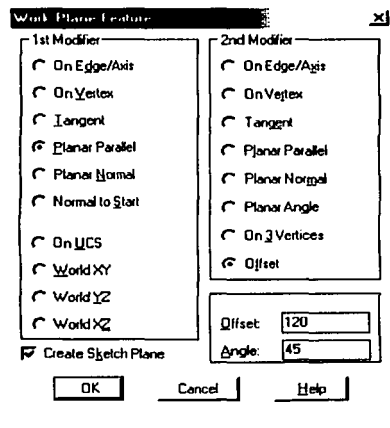 Work Plane Feature
1st Modifier
On Edge/Axis
On Vertex
Tangent
Planar Parallel
Planar Normal
Normal to Start
On UCS
World XY
World YZ
World XZ
Create Sketch Plane
2nd Modifier
On Edge/Axis
On Vertex
Tangent
Planar Parallel
Planar Normal
Planar Angle
On 3 Vertices
Offset
Offset: 120
Angle: 45
OK Cancel Help